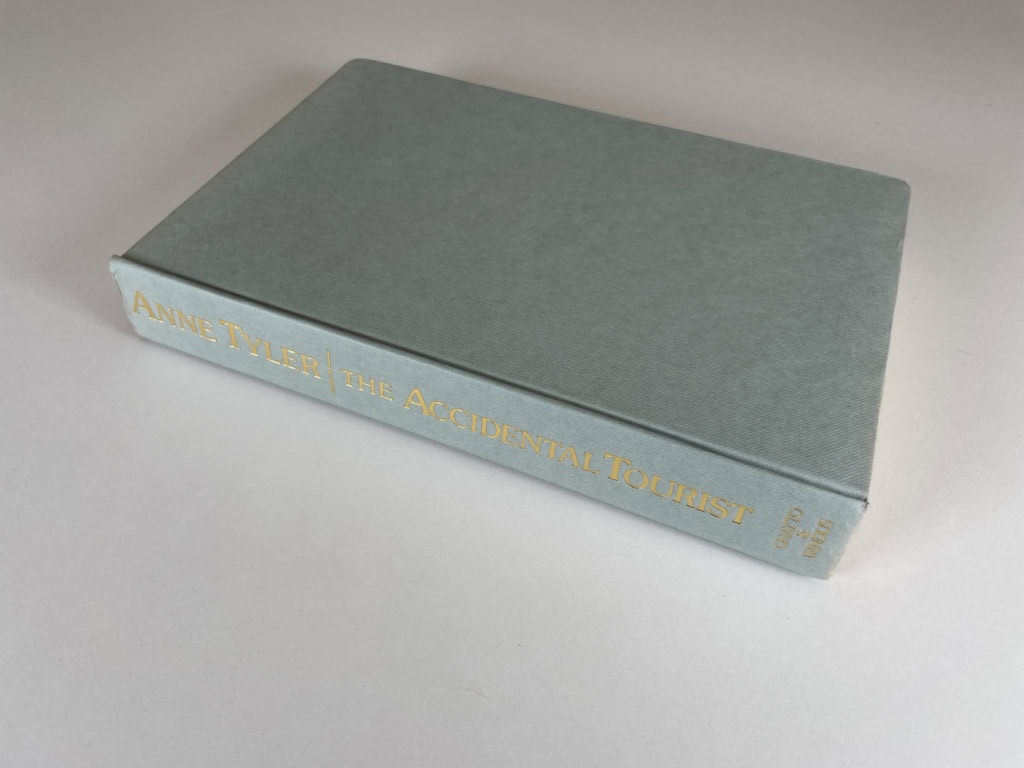 ANNE TYLER | THE ACCIDENTAL TOURIST
&